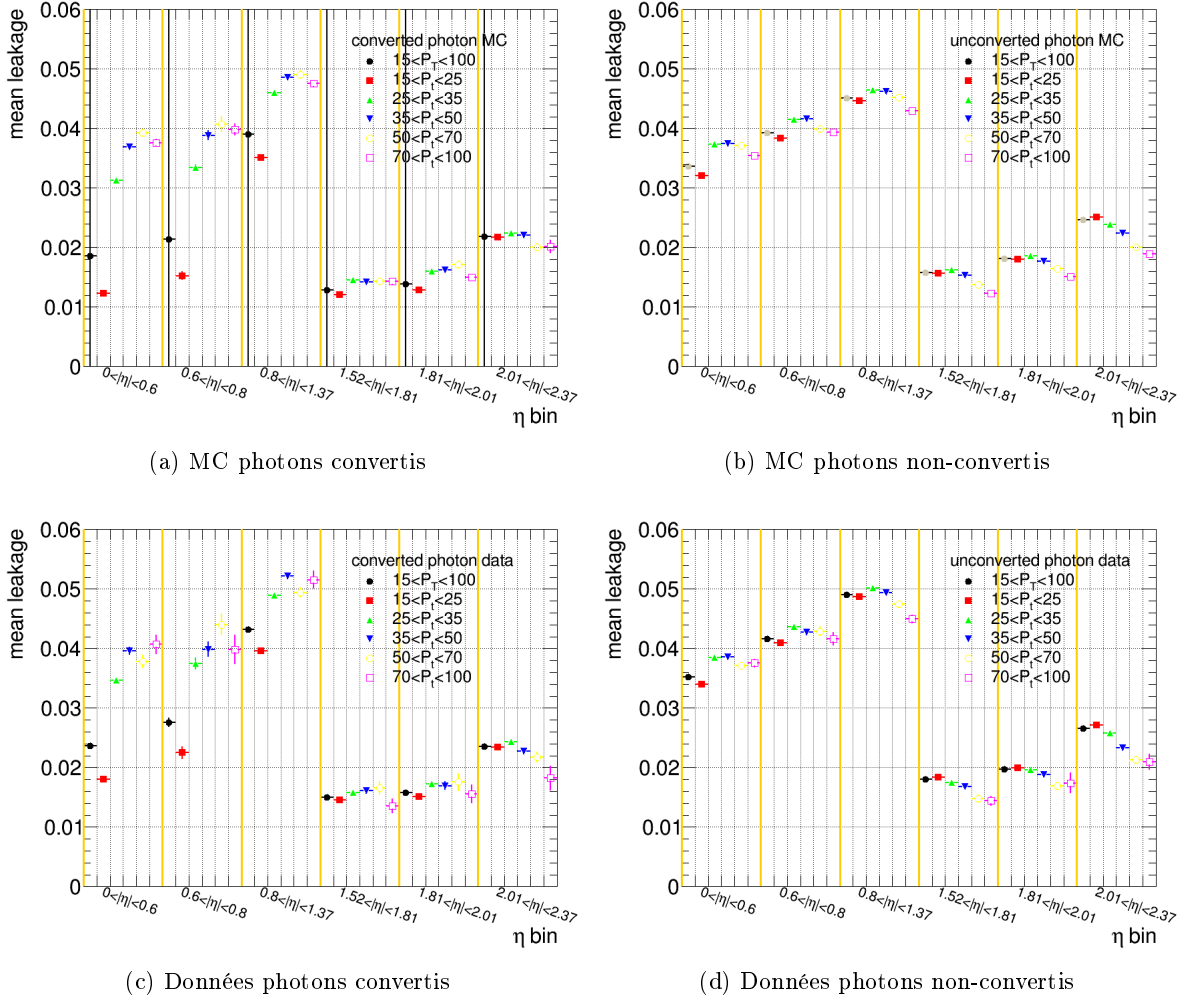 mean leakage
0.06
0.05
0.04
0.03
0.02
0.01
0
converted photon MC
15<P_T<100
15<P_t<25
25<P_t<35
35<P_t<50
50<P_t<70
70<P_t<100
0<|η|<0.6
0.6<|η|<0.8
0.8<|η|<1.37
1.52<|η|<1.81
1.81<|η|<2.01
2.01<|η|<2.37
η bin
(a) MC photons convertis
mean leakage
0.06
0.05
0.04
0.03
0.02
0.01
0
unconverted photon MC
15<P_T<100
15<P_t<25
25<P_t<35
35<P_t<50
50<P_t<70
70<P_t<100
0<|η|<0.6
0.6<|η|<0.8
0.8<|η|<1.37
1.52<|η|<1.81
1.81<|η|<2.01
2.01<|η|<2.37
η bin
(b) MC photons non-convertis
mean leakage
0.06
0.05
0.04
0.03
0.02
0.01
0
converted photon data
15<P_T<100
15<P_t<25
25<P_t<35
35<P_t<50
50<P_t<70
70<P_t<100
0<|η|<0.6
0.6<|η|<0.8
0.8<|η|<1.37
1.52<|η|<1.81
1.81<|η|<2.01
2.01<|η|<2.37
η bin
(c) Données photons convertis
mean leakage
0.06
0.05
0.04
0.03
0.02
0.01
0
unconverted photon data
15<P_T<100
15<P_t<25
25<P_t<35
35<P_t<50
50<P_t<70
70<P_t<100
0<|η|<0.6
0.6<|η|<0.8
0.8<|η|<1.37
1.52<|η|<1.81
1.81<|η|<2.01
2.01<|η|<2.37
η bin
(d) Données photons non-convertis